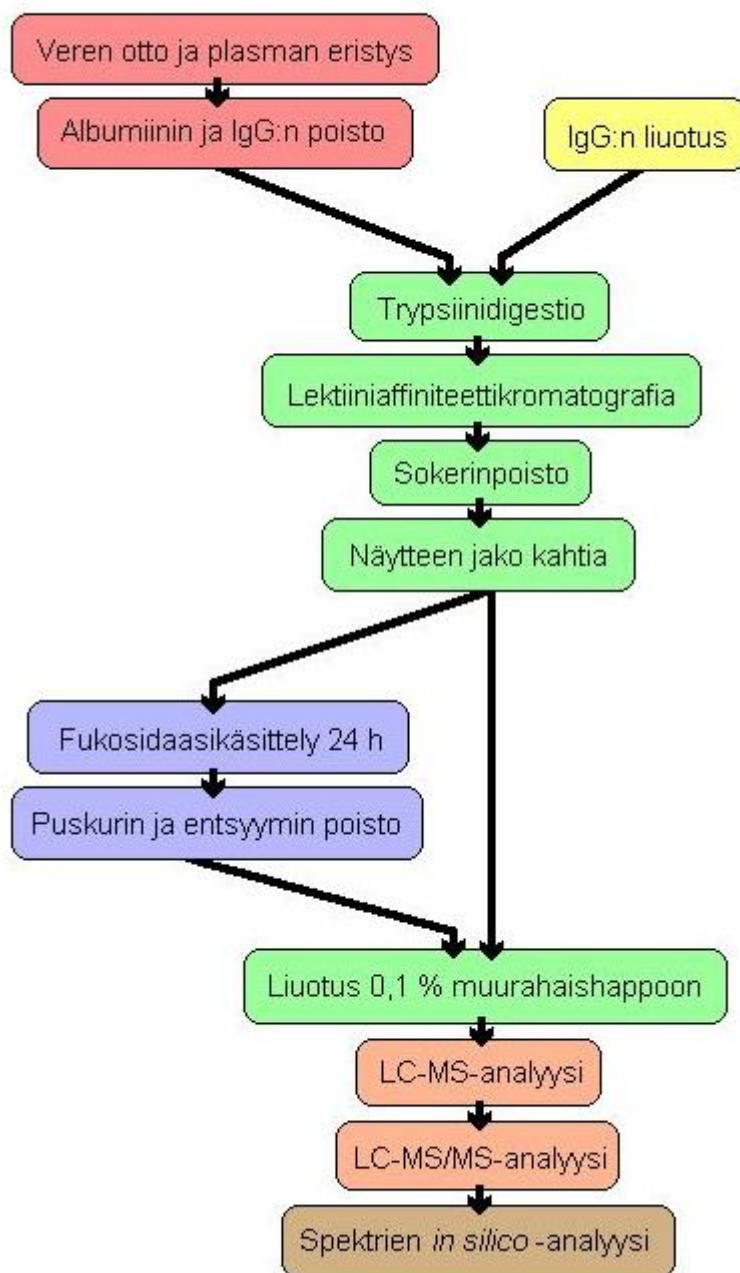 Veren otto ja plasman eristys
Albumiinin ja IgG:n poisto
IgG:n liuotus
Trypsiinidigestio
Lektiiniaffiniteettikromatografia
Sokerinpoisto
Näytteen jako kahtia
Fukosidaasikäsittely 24 h
Puskurin ja entsyymin poisto
Liuotus 0,1 % muurahaishappoon
LC-MS-analyysi
LC-MS/MS-analyysi
Spektrien in silico -analyysi